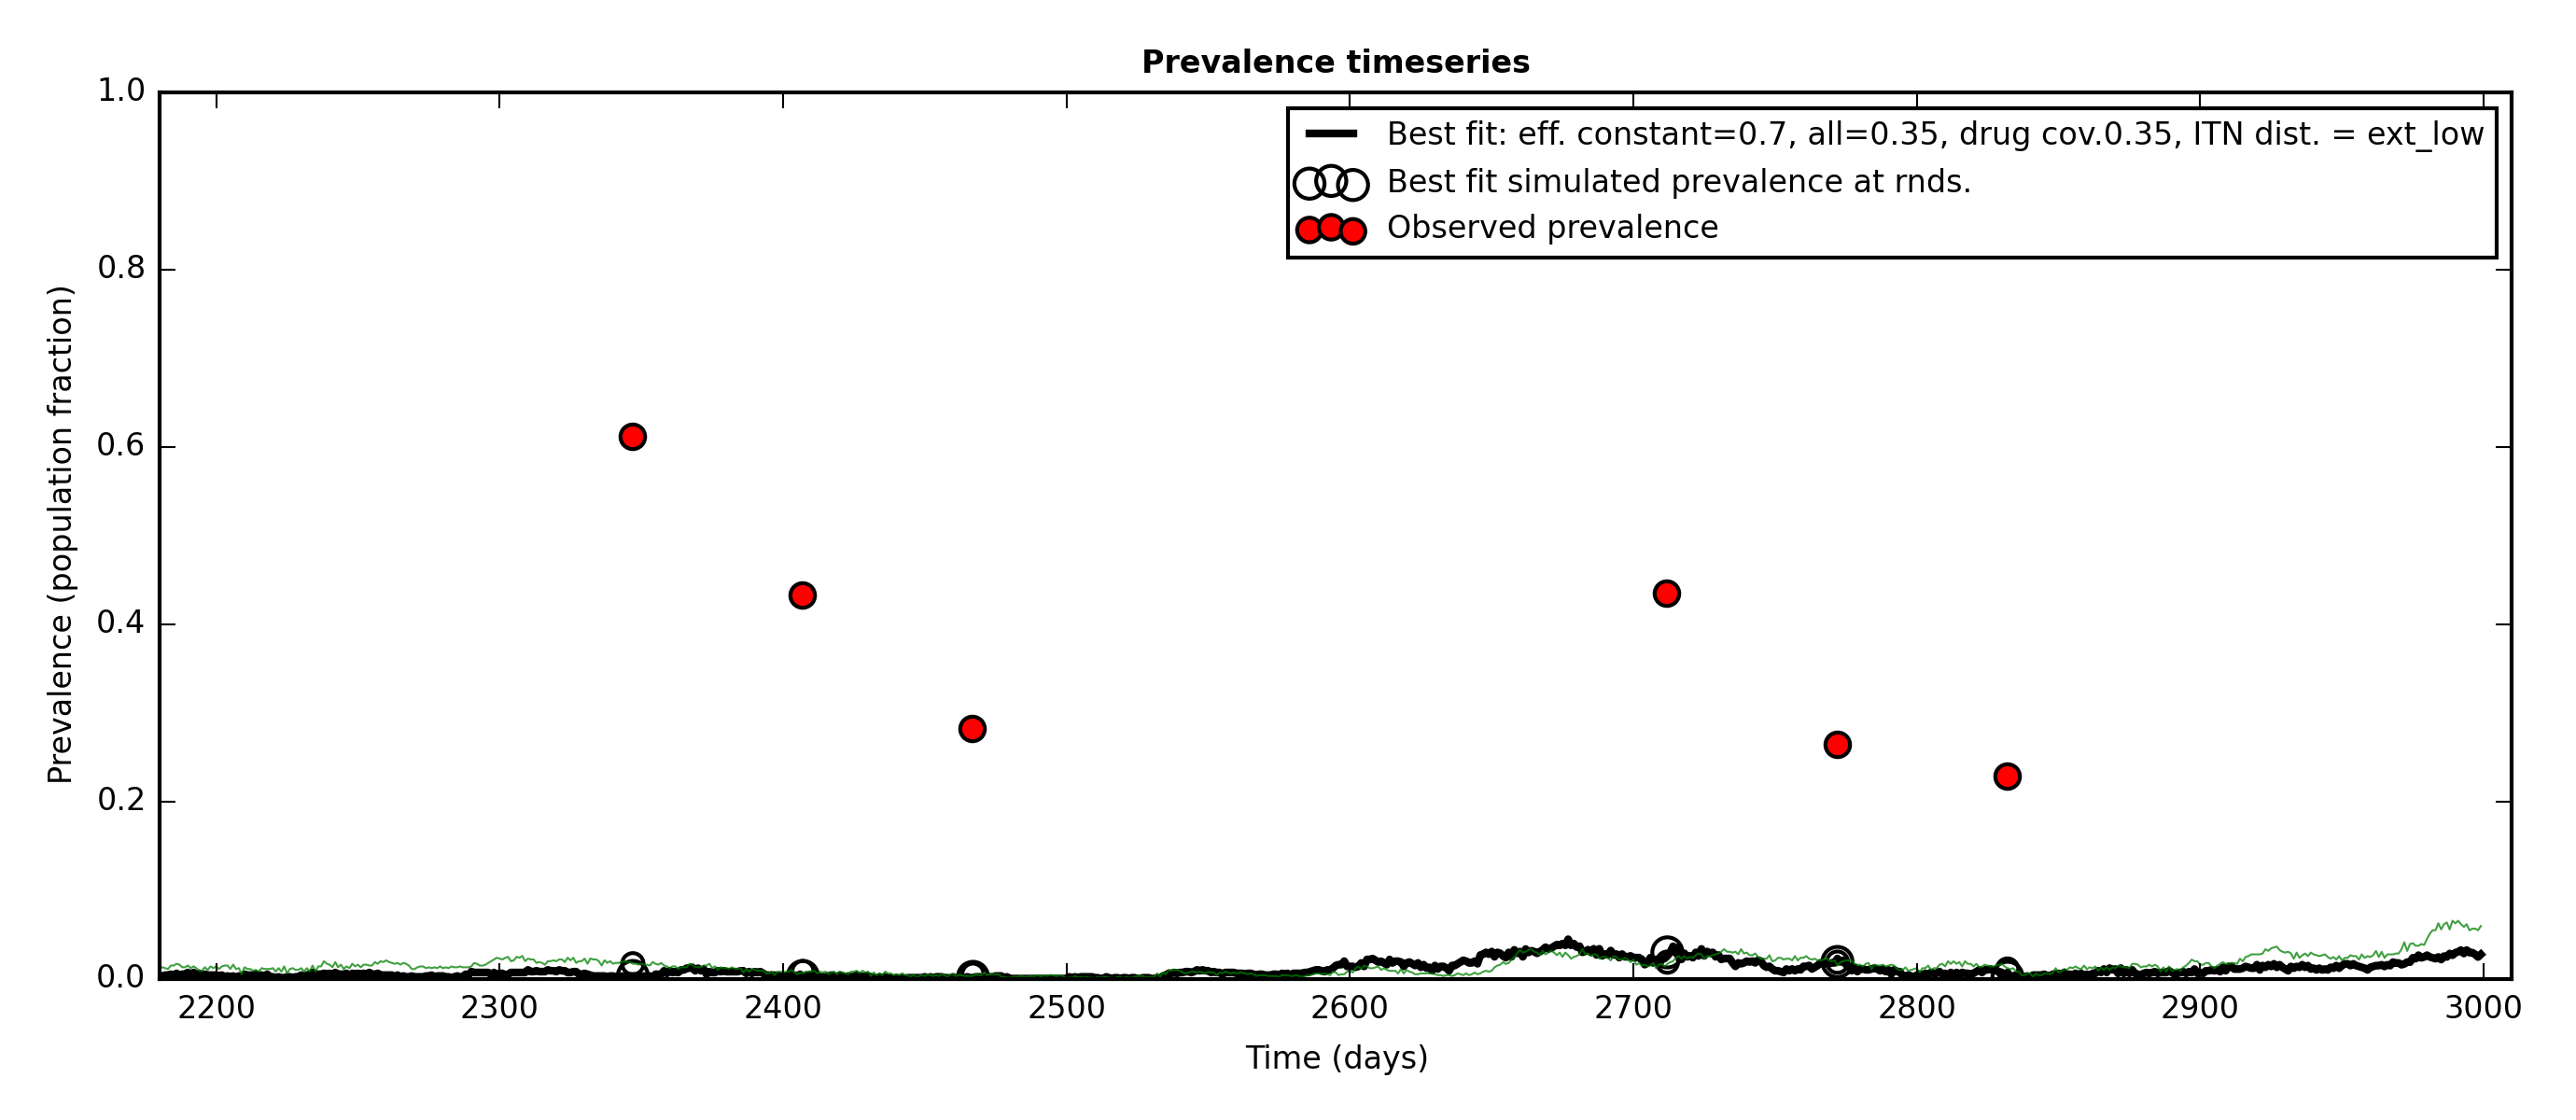 Prevalence timeseries
1.0
0.8
0.6
0.4
0.2
0.0
Prevalence (population fraction)
Best fit: eff. constant=0.7, all=0.35, drug cov.0.35, ITN dist. = ext_low
Best fit simulated prevalence at rnds.
Observed prevalence
2200 2300 2400 2500 2600 2700 2800 2900 3000
Time (days)